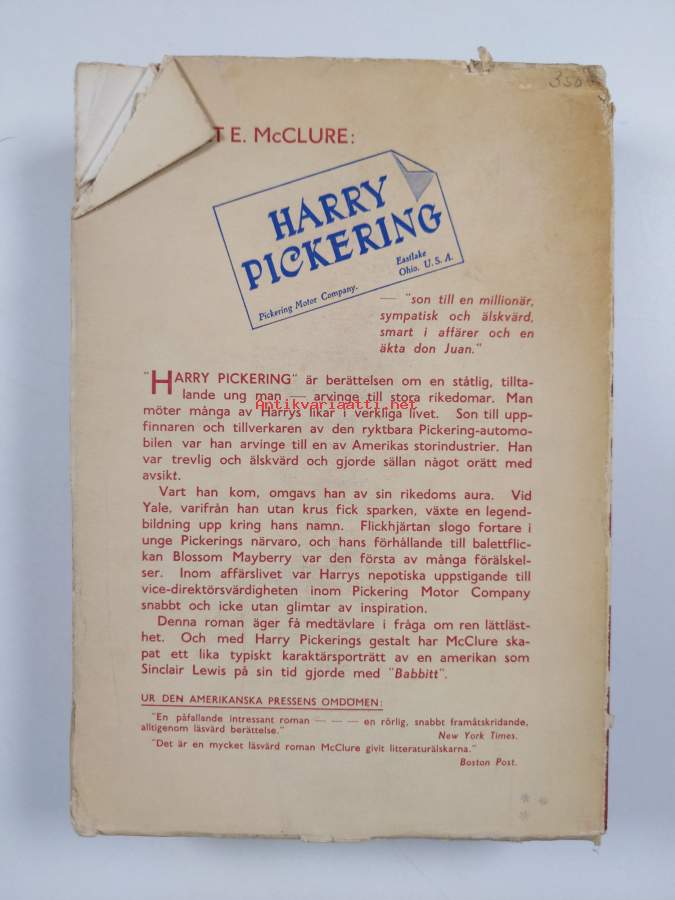 350
T E. McCLURE:
HARRY
PICKERING
Eastlake
Ohio. U. S. A.
Pickering Motor Company.
— "son till en millionär,
sympatisk och älskvärd,
smart i affärer och en
äkta don Juan."
"HARRY PICKERING" är berättelsen om en ståtlig, tillta-
lande ung man — arvinge till stora rikedomar. Man
Antikvariaatti.net
möter många av Harrys likar i verkliga livet. Son till upp-
finnaren och tillverkaren av den ryktbara Pickering-automo-
bilen var han arvinge till en av Amerikas storindustrier. Han
var trevlig och älskvärd och gjorde sällan något orätt med
avsikt.
Vart han kom, omgavs han av sin rikedoms aura. Vid
Yale, varifrån han utan krus fick sparken, växte en legend-
bildning upp kring hans namn. Flickhjärtan slogo fortare i
unge Pickerings närvaro, och hans förhållande till balettflic-
kan Blossom Mayberry var den första av många förälskel-
ser. Inom affärslivet var Harrys nepotiska uppstigande till
vice-direktörsvärdigheten inom Pickering Motor Company
snabbt och icke utan glimtar av inspiration.
Denna roman äger få medtävlare i fråga om ren lättläst-
het. Och med Harry Pickerings gestalt har McClure ska-
pat ett lika typiskt karaktärsporträtt av en amerikan som
Sinclair Lewis på sin tid gjorde med "Babbitt".
UR DEN AMERIKANSKA PRESSENS OMDÖMEN:
"En påfallande intressant roman — — — en rörlig, snabbt framåtskridande,
alltigenom läsvärd berättelse."
New York Times.
"Det är en mycket läsvärd roman McClure givit litteraturälskarna."
Boston Post.